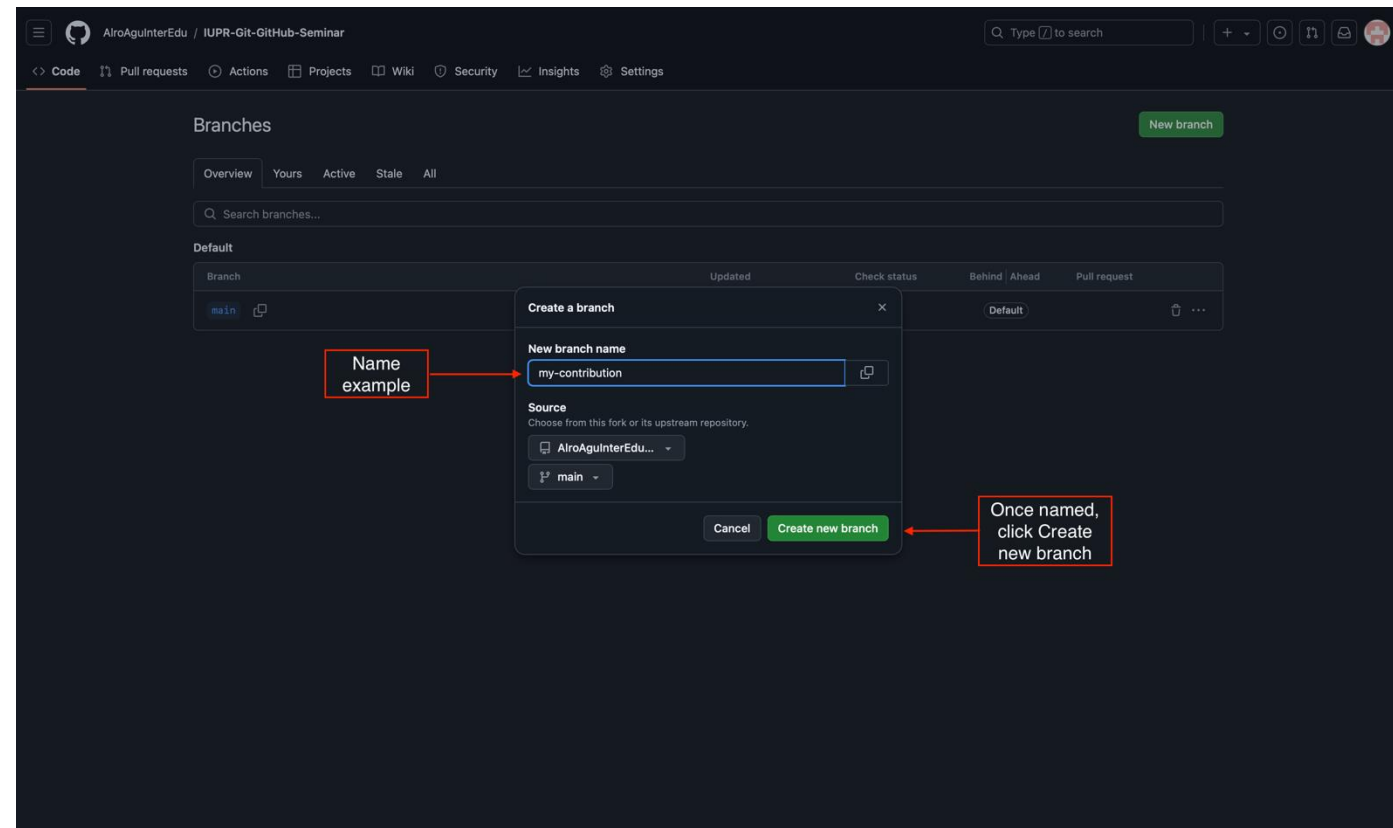 AlroAguInterEdu / IUPR-Git-GitHub-Seminar
Type / to search
Code Pull requests Actions Projects Wiki Security Insights Settings
Branches
New branch
Overview Yours Active Stale All
Search branches...
Default
Branch Updated Check status Behind Ahead Pull request
main Default
Create a branch
New branch name
my-contribution
Name
example
Source
Choose from this fork or its upstream repository.
AlroAguInterEdu...
main
Cancel Create new branch
Once named,
click Create
new branch